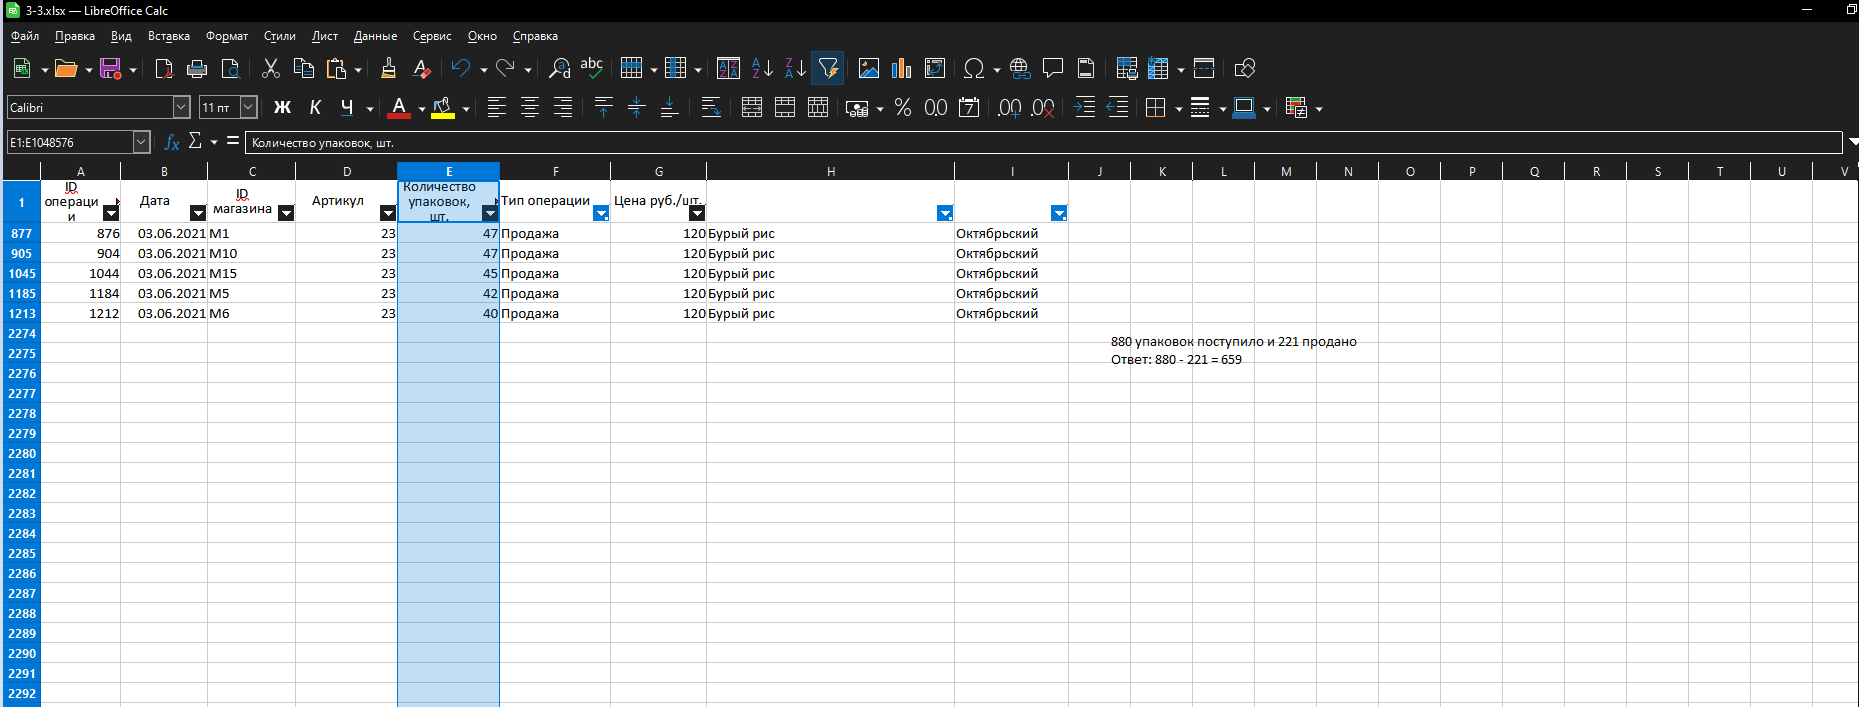 3-3.xlsx — LibreOffice Calc
Файл Правка Вид Вставка Формат Стили Лист Данные Сервис Окно Справка
Calibri 11 пт Ж К Ч
E1:E1048576 Количество упаковок, шт.
A B C D E F G H I J K L M N O P Q R S T U V
1 ID операции Дата ID магазина Артикул Количество упаковок, шт. Тип операции Цена руб./шт.
877 876 03.06.2021 М1 23 47 Продажа 120 Бурый рис Октябрьский
905 904 03.06.2021 М10 23 47 Продажа 120 Бурый рис Октябрьский
1045 1044 03.06.2021 М15 23 45 Продажа 120 Бурый рис Октябрьский
1185 1184 03.06.2021 М5 23 42 Продажа 120 Бурый рис Октябрьский
1213 1212 03.06.2021 М6 23 40 Продажа 120 Бурый рис Октябрьский
2274
880 упаковок поступило и 221 продано
2275
Ответ: 880 - 221 = 659
2276
2277
2278
2279
2280
2281
2282
2283
2284
2285
2286
2287
2288
2289
2290
2291
2292